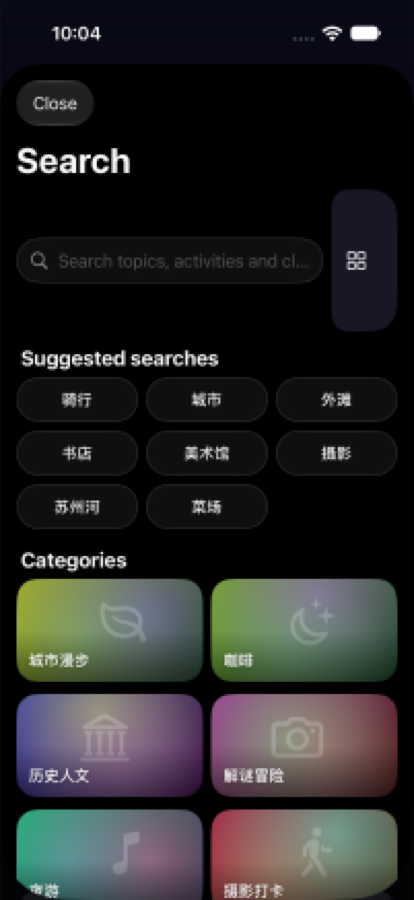 10:04
Close
Search
Search topics, activities and cl...
Suggested searches
骑行 城市 外滩
书店 美术馆 摄影
苏州河 菜场
Categories
城市漫步 咖啡
历史人文 解谜冒险
夜游 摄影打卡